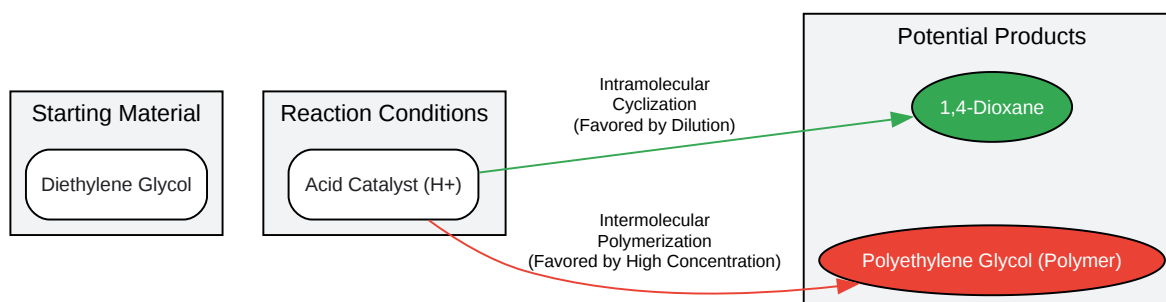 Starting Material
Diethylene Glycol
Reaction Conditions
Acid Catalyst (H+)
Intramolecular
Cyclization
(Favored by Dilution)
Intermolecular
Polymerization
(Favored by High Concentration)
Potential Products
1,4-Dioxane
Polyethylene Glycol (Polymer)